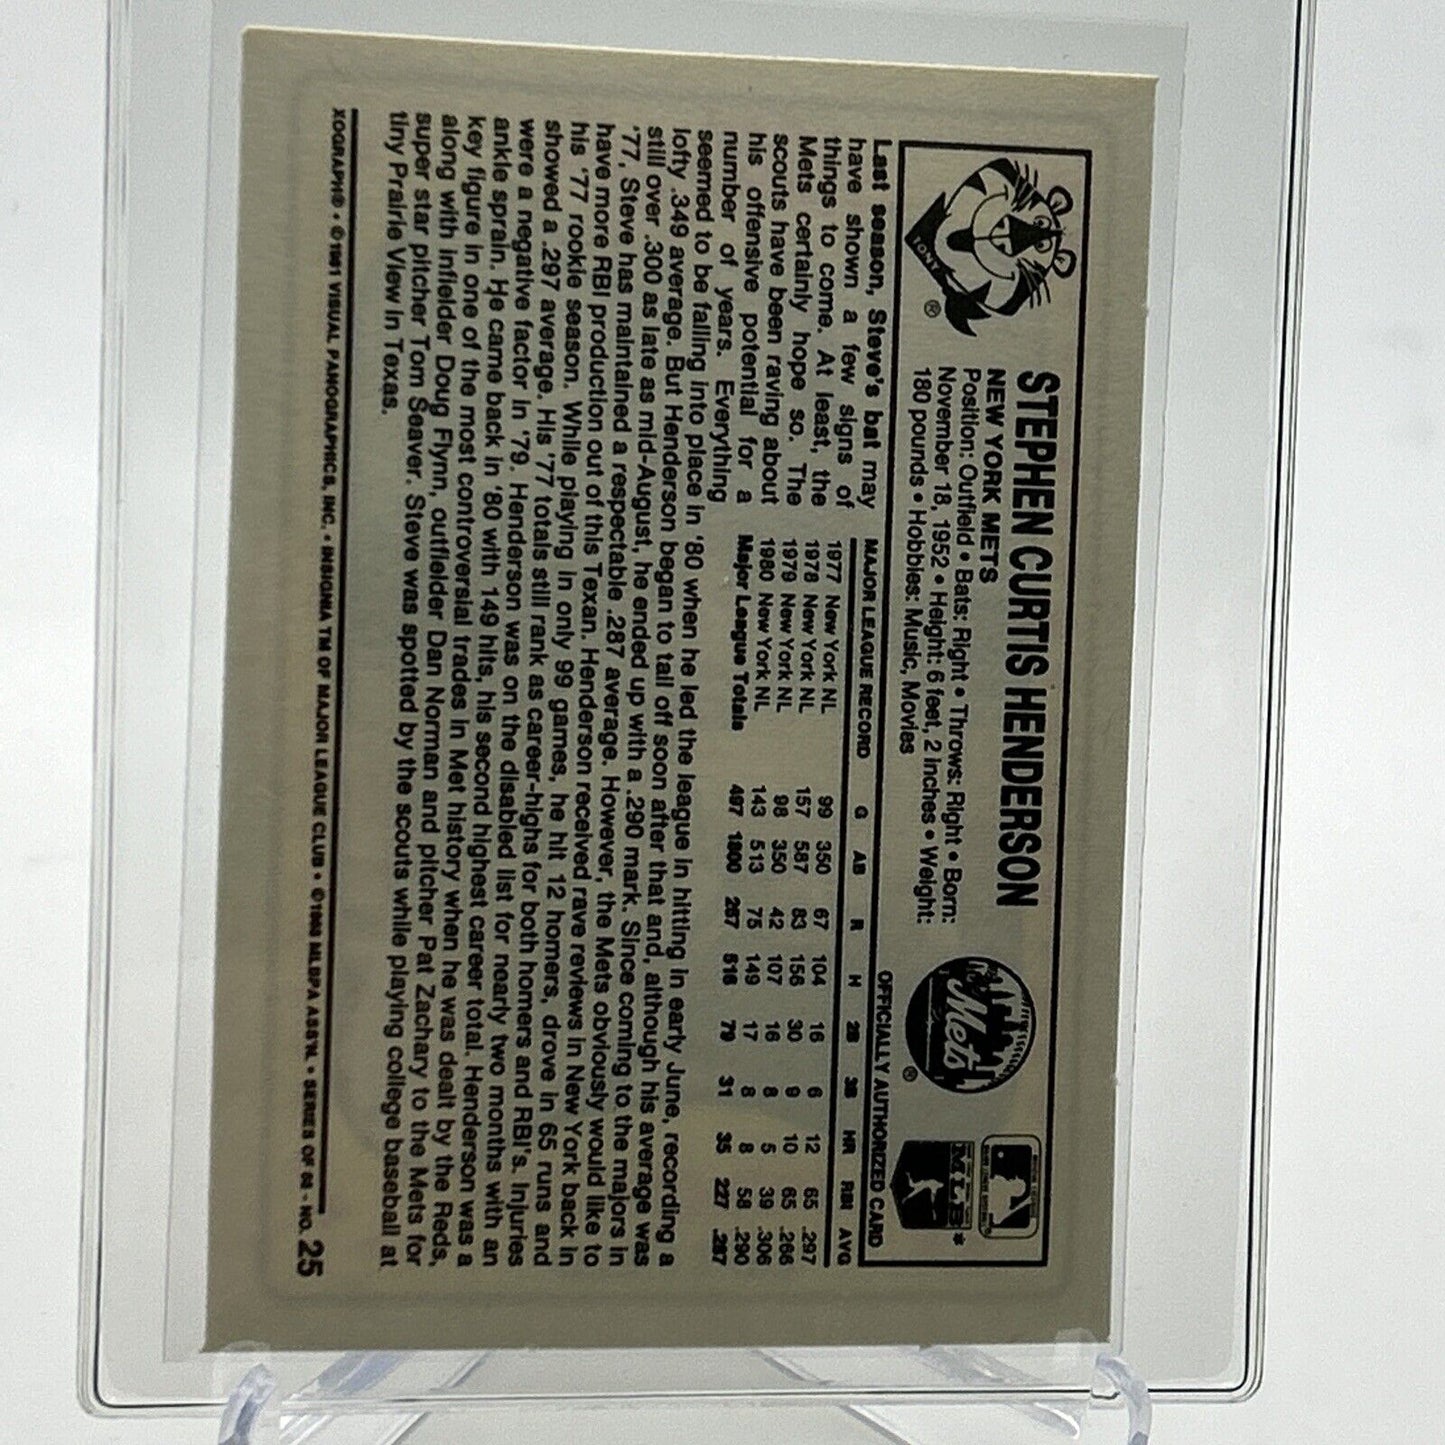 TONY
®
STEPHEN CURTIS HENDERSON
NEW YORK METS
Position: Outfield • Bats: Right • Throws: Right • Born:
November 18, 1952 • Height: 6 feet, 2 inches • Weight:
180 pounds • Hobbies: Music, Movies
Mets
®
MLB*
OFFICIALLY AUTHORIZED CARD
MAJOR LEAGUE RECORD G AB R H 2B 3B HR RBI AVG
1977 New York NL 99 350 67 104 16 6 12 65 .297
1978 New York NL 157 587 83 156 30 9 10 65 .266
1979 New York NL 98 350 42 107 16 8 5 39 .306
1980 New York NL 143 513 75 149 17 8 8 58 .290
Major League Totals 497 1800 267 516 79 31 35 227 .287
Last season, Steve's bat may
have shown a few signs of
things to come. At least, the
Mets certainly hope so. The
scouts have been raving about
his offensive potential for a
number of years. Everything
seemed to be falling into place in '80 when he led the league in hitting in early June, recording a
lofty .349 average. But Henderson began to tail off soon after that and, although his average was
still over .300 as late as mid-August, he ended up with a .290 mark. Since coming to the majors in
'77, Steve has maintained a respectable .287 average. However, the Mets obviously would like to
have more RBI production out of this Texan. Henderson received rave reviews in New York back in
his '77 rookie season. While playing in only 99 games, he hit 12 homers, drove in 65 runs and
showed a .297 average. His '77 totals still rank as career-highs for both homers and RBI's. Injuries
were a negative factor in '79. Henderson was on the disabled list for nearly two months with an
ankle sprain. He came back in '80 with 149 hits, his second highest career total. Henderson was a
key figure in one of the most controversial trades in Met history when he was dealt by the Reds,
along with infielder Doug Flynn, outfielder Dan Norman and pitcher Pat Zachary to the Mets for
super star pitcher Tom Seaver. Steve was spotted by the scouts while playing college baseball at
tiny Prairie View in Texas.
XOGRAPH® • ©1981 VISUAL PANOGRAPHICS, INC. • INSIGNIA TM OF MAJOR LEAGUE CLUB • ©1968 MLBPA ASS'N. • SERIES OF 66 - NO. 25